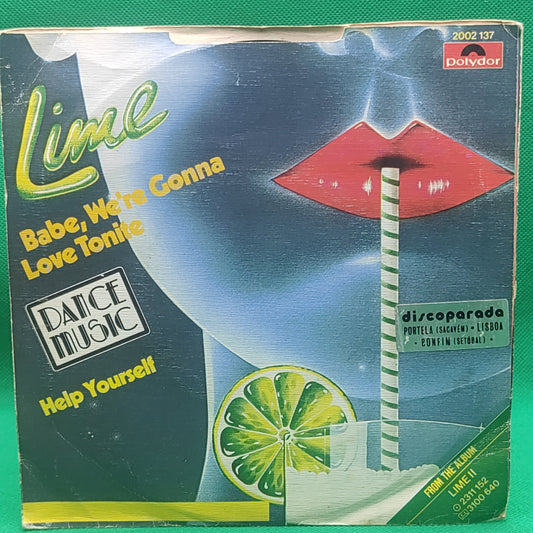 2002 137
polydor
Lime
Babe, We're Gonna
Love Tonite
DANCE
MUSIC
Help Yourself
discoparada
PORTELA (SACAVÉM) • LISBOA
• BONFIM (SETÚBAL) •
FROM THE ALBUM
LIME II
2311 152
3100 640